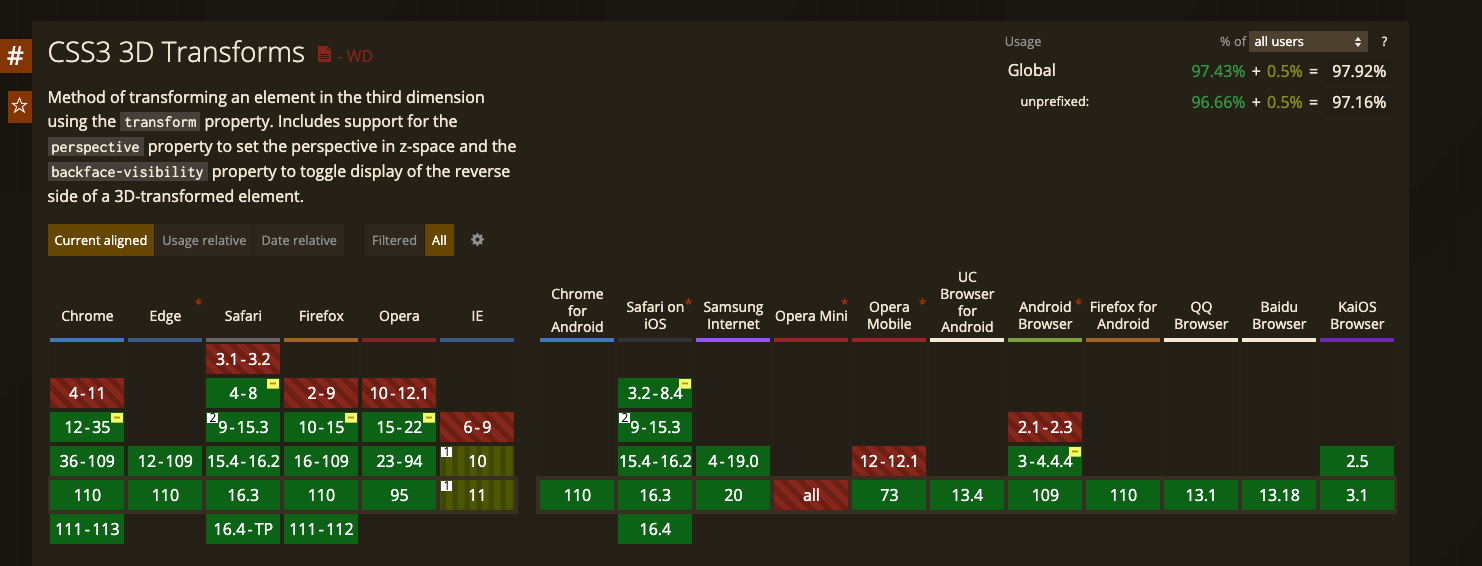 #
☆
CSS3 3D Transforms - WD
Method of transforming an element in the third dimension
using the transform property. Includes support for the
perspective property to set the perspective in z-space and the
backface-visibility property to toggle display of the reverse
side of a 3D-transformed element.
Usage % of all users ?
Global 97.43% + 0.5% = 97.92%
unprefixed: 96.66% + 0.5% = 97.16%
Current aligned Usage relative Date relative Filtered All
Chrome
Edge *
Safari
Firefox
Opera
IE
Chrome
for
Android
Safari on *
iOS
Samsung
Internet
Opera Mini *
Opera *
Mobile
UC
Browser
for
Android
Android *
Browser
Firefox for
Android
QQ
Browser
Baidu
Browser
KaiOS
Browser
3.1-3.2
4-11 4-8 2-9 10-12.1 3.2-8.4
12-35 2 9-15.3 10-15 15-22 6-9 2 9-15.3 2.1-2.3
36-109 12-109 15.4-16.2 16-109 23-94 1 10 15.4-16.2 4-19.0 12-12.1 3-4.4.4 2.5
110 110 16.3 110 95 1 11 110 16.3 20 all 73 13.4 109 110 13.1 13.18 3.1
111-113 16.4-TP 111-112 16.4